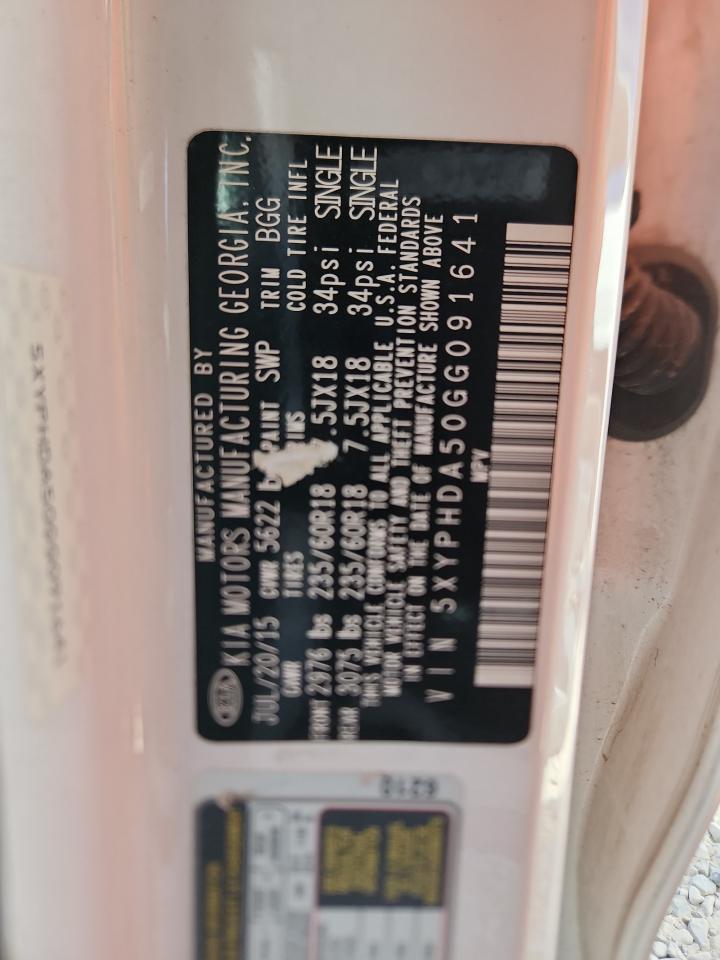 MANUFACTURED BY
KIA KIA MOTORS MANUFACTURING GEORGIA, INC.
JUL/20/15 GVWR 5622 PAINT SWP TRIM BGG
GAWR TIRES RIMS COLD TIRE INFL
FRONT 2976 lbs 235/60R18 .5JX18 34psi SINGLE
REAR 3075 lbs 235/60R18 7.5JX18 34psi SINGLE
THIS VEHICLE CONFORMS TO ALL APPLICABLE U.S.A. FEDERAL
MOTOR VEHICLE SAFETY AND THEFT PREVENTION STANDARDS
IN EFFECT ON THE DATE OF MANUFACTURE SHOWN ABOVE
VIN 5XYPHDA50GG091641
MPV
5XYPHDA50GG091641